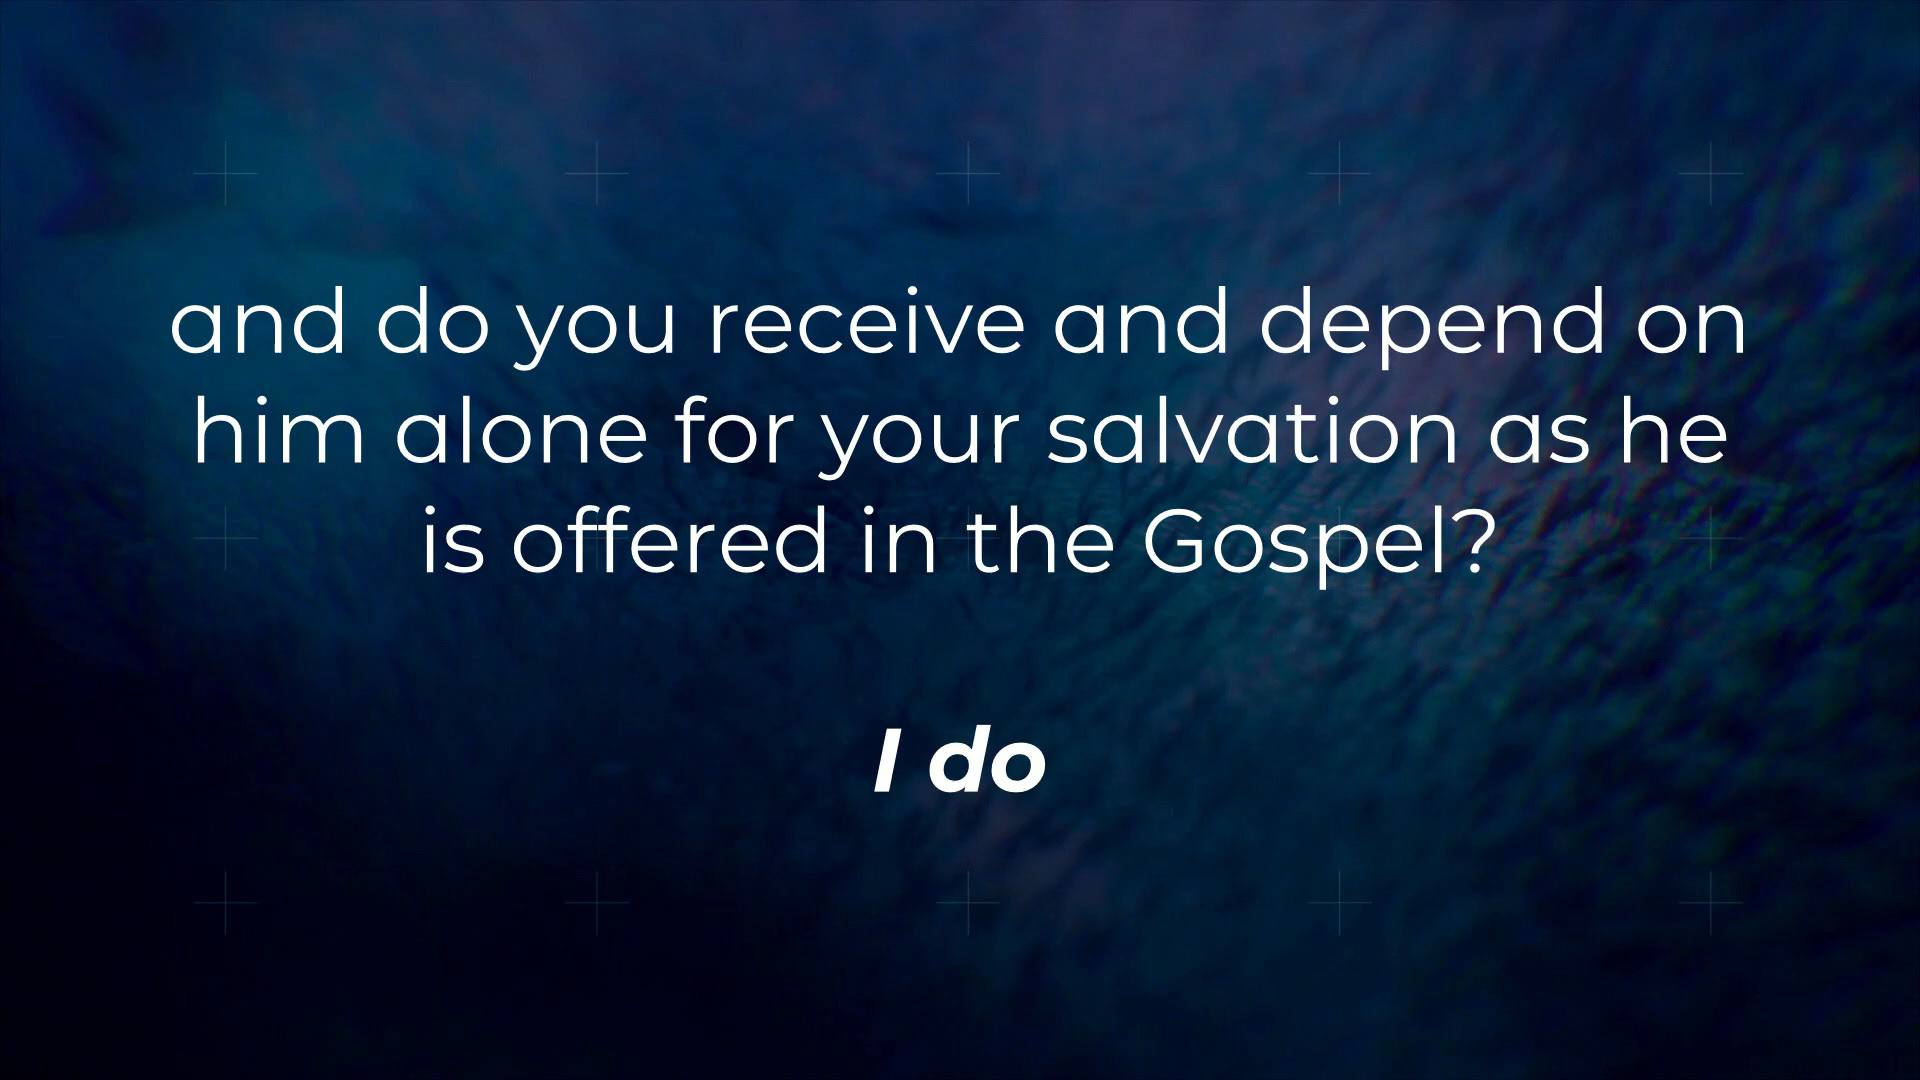 and do you receive and depend on
him alone for your salvation as he
is offered in the Gospel?
I do